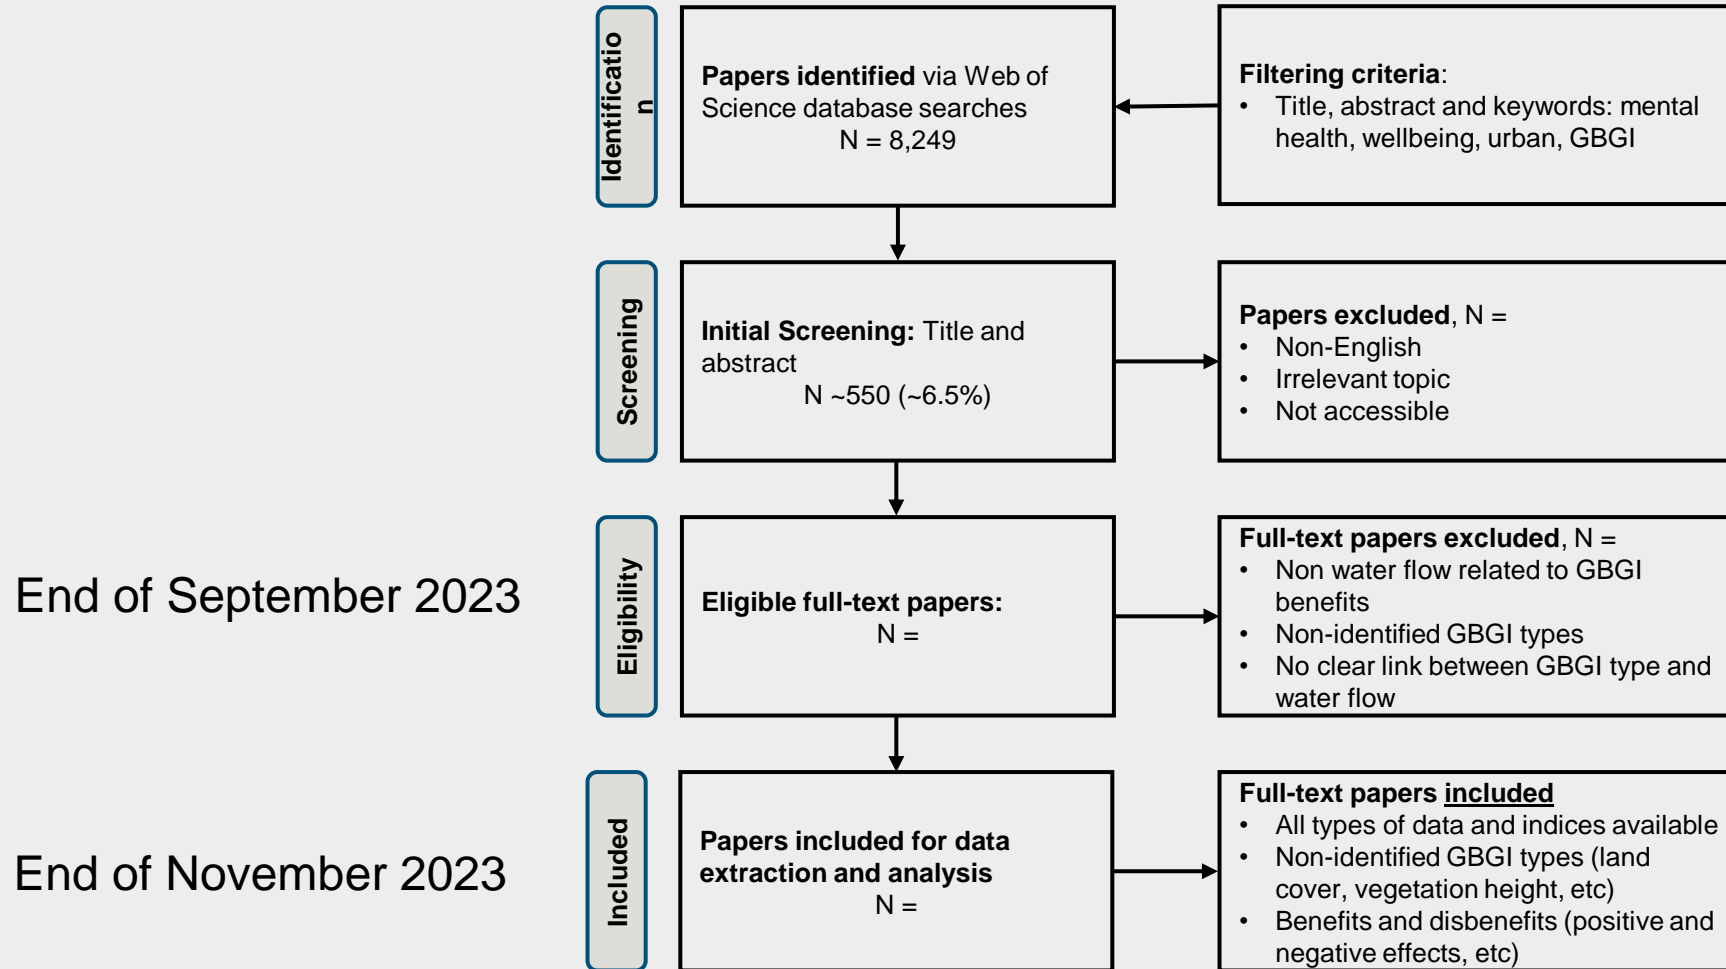 Identificatio
n
Papers identified via Web of
Science database searches
N = 8,249
Filtering criteria:
• Title, abstract and keywords: mental
health, wellbeing, urban, GBGI
Screening
Initial Screening: Title and
abstract
N ~550 (~6.5%)
Papers excluded, N =
• Non-English
• Irrelevant topic
• Not accessible
End of September 2023
Eligibility
Eligible full-text papers:
N =
Full-text papers excluded, N =
• Non water flow related to GBGI
benefits
• Non-identified GBGI types
• No clear link between GBGI type and
water flow
End of November 2023
Included
Papers included for data
extraction and analysis
N =
Full-text papers included
• All types of data and indices available
• Non-identified GBGI types (land
cover, vegetation height, etc)
• Benefits and disbenefits (positive and
negative effects, etc)